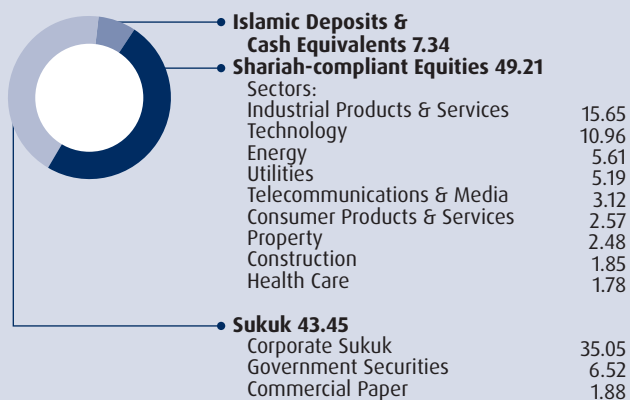 Islamic Deposits &
Cash Equivalents 7.34
Shariah-compliant Equities 49.21
Sectors:
Industrial Products & Services 15.65
Technology 10.96
Energy 5.61
Utilities 5.19
Telecommunications & Media 3.12
Consumer Products & Services 2.57
Property 2.48
Construction 1.85
Health Care 1.78
Sukuk 43.45
Corporate Sukuk 35.05
Government Securities 6.52
Commercial Paper 1.88